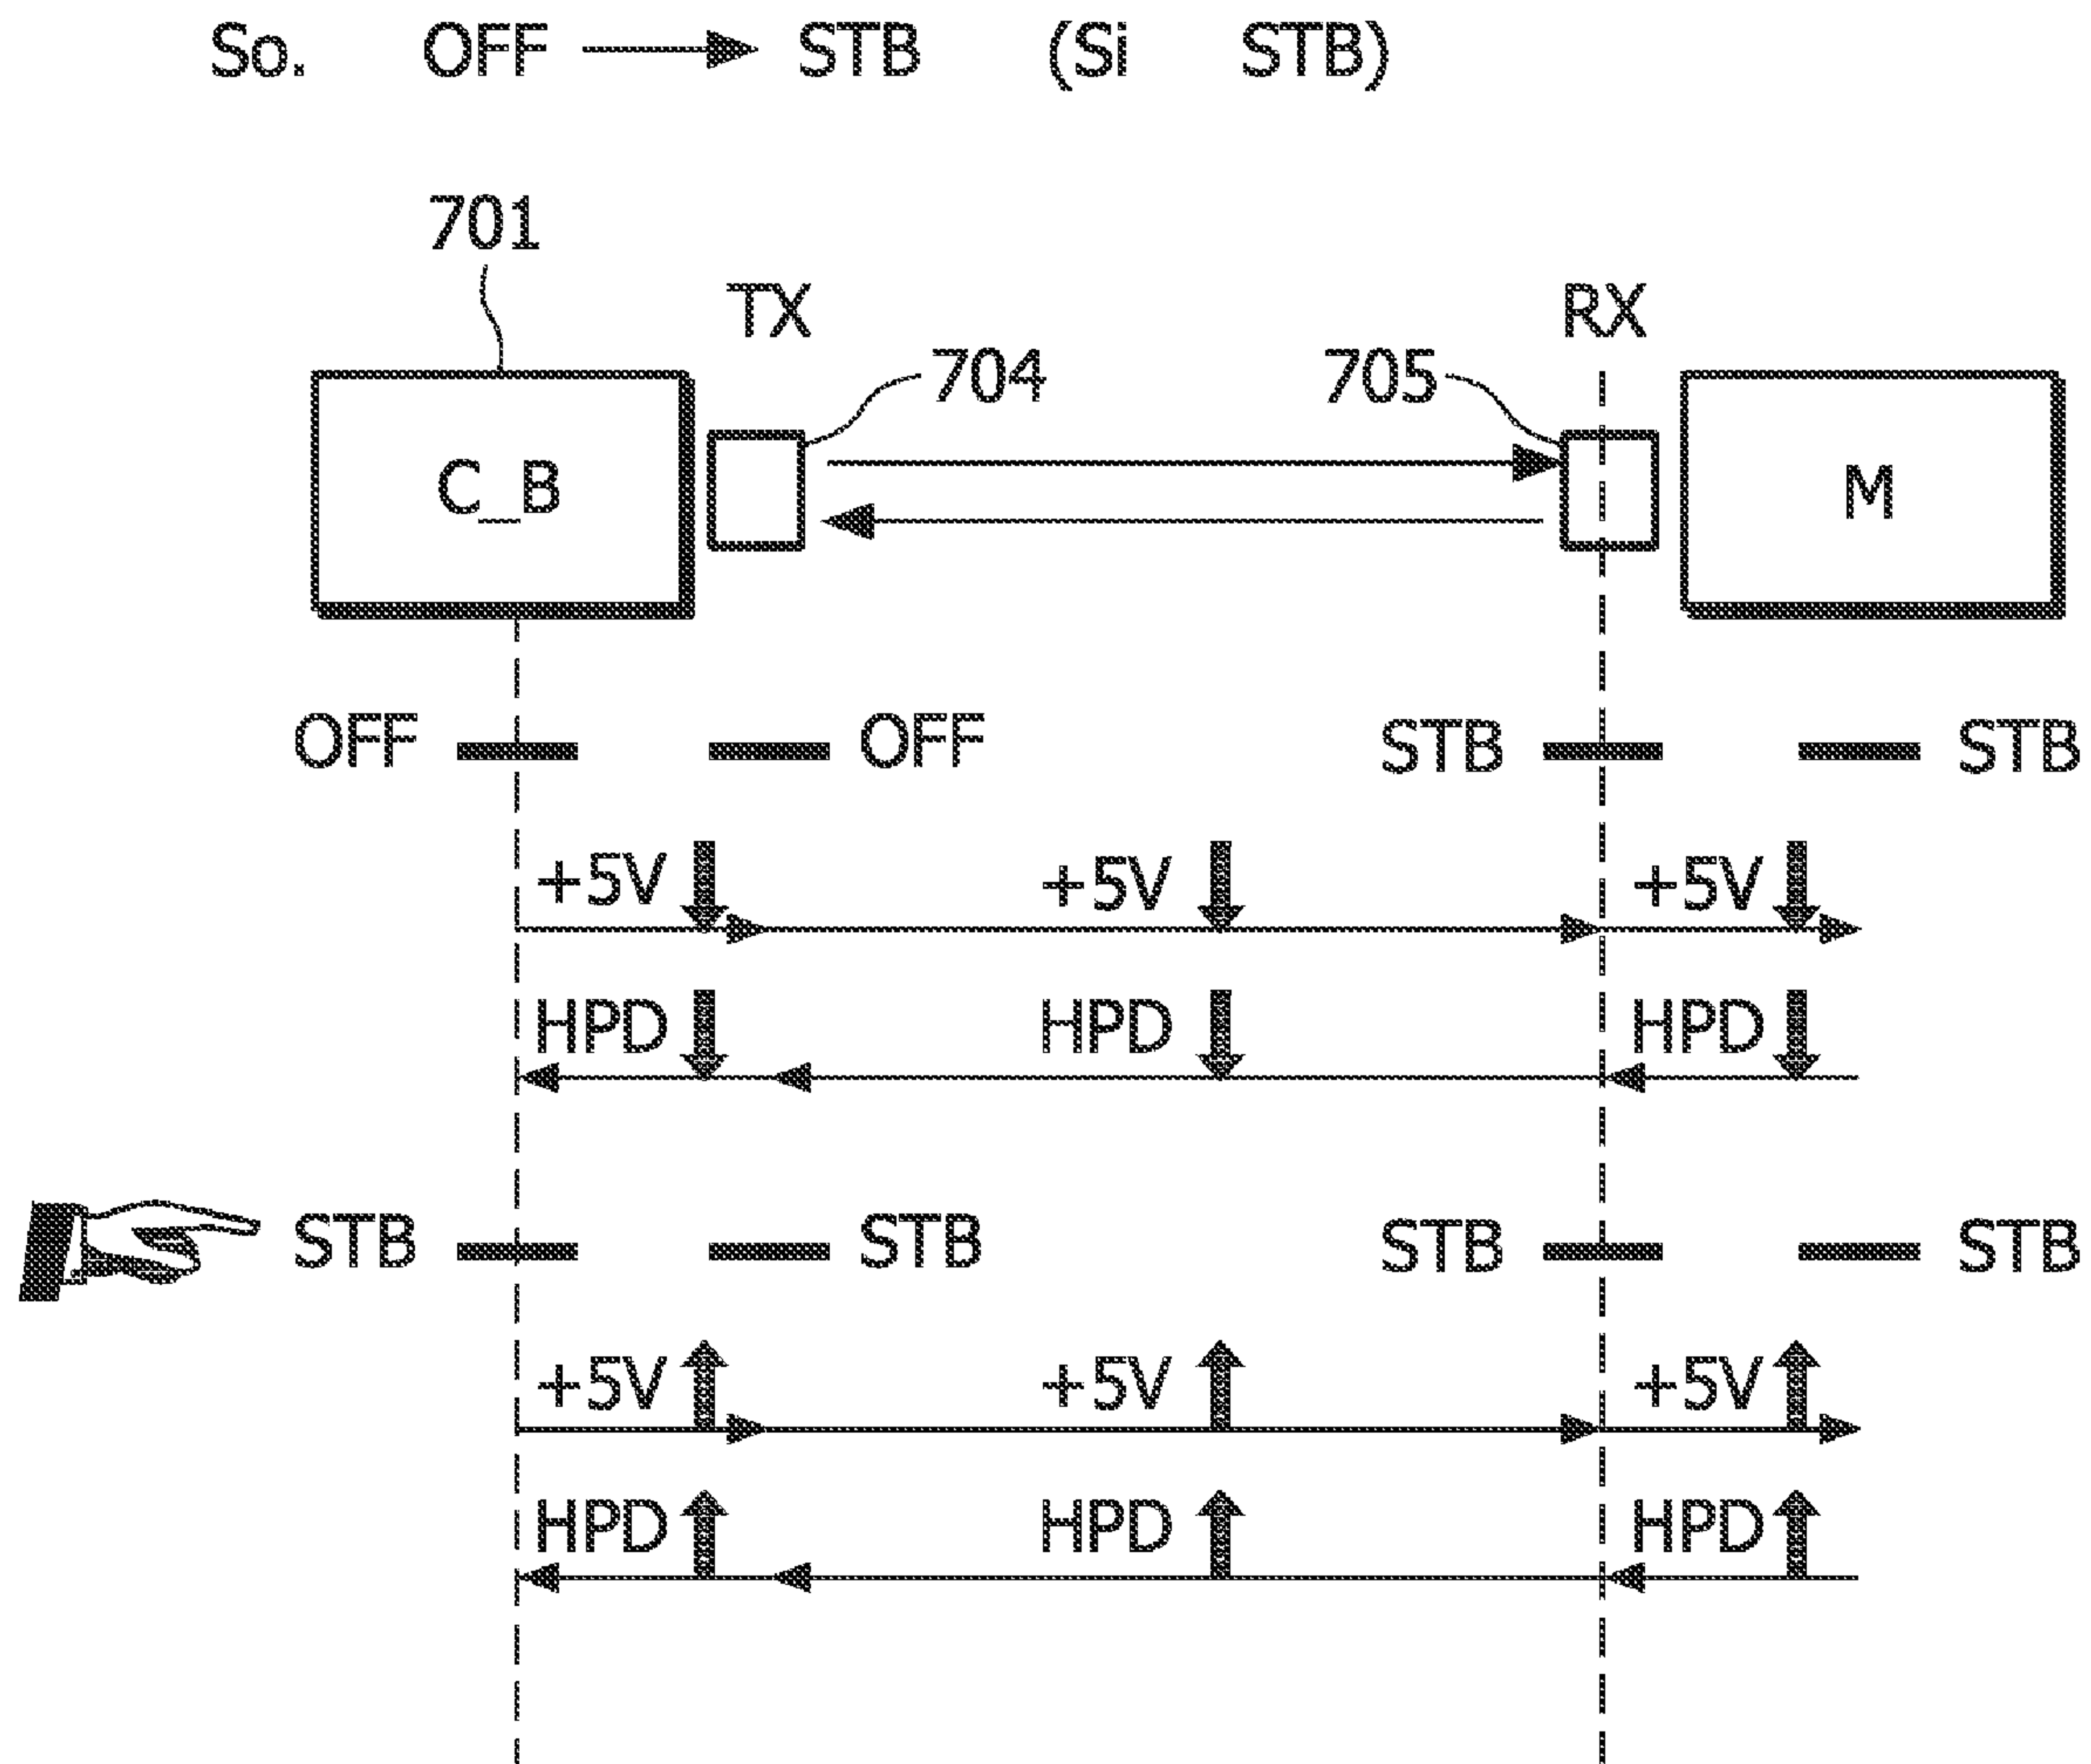 So. OFF STB (Si STB)
701
TX RX
704 705
C_B M
OFF OFF STB STB
+5V +5V +5V
HPD HPD HPD
STB STB STB STB
+5V +5V +5V
HPD HPD HPD